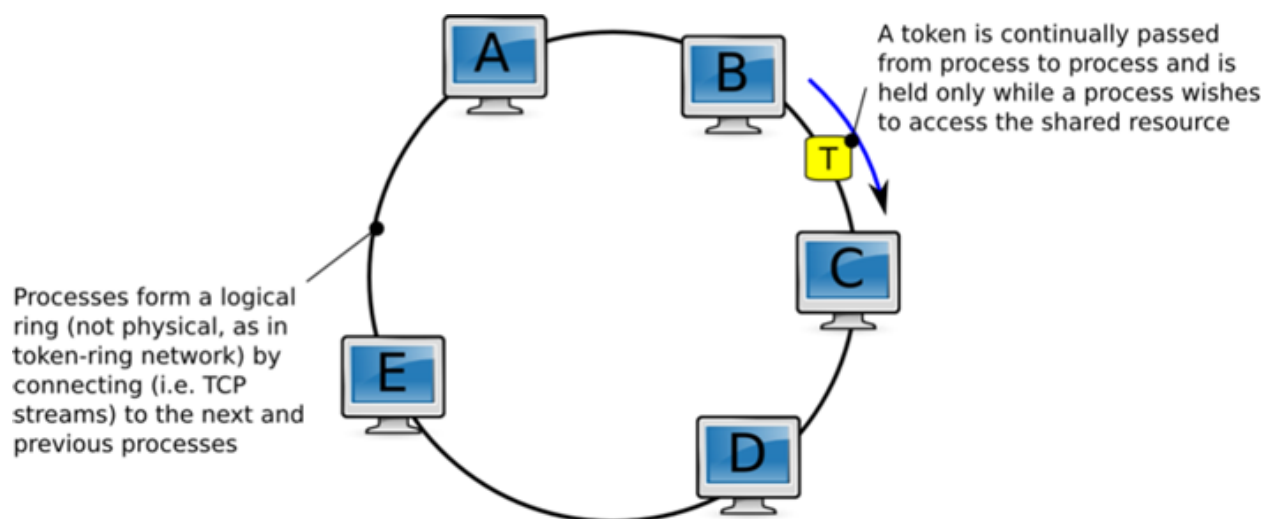 A
B
A token is continually passed
from process to process and is
held only while a process wishes
to access the shared resource
T
C
Processes form a logical
ring (not physical, as in
token-ring network) by
connecting (i.e. TCP
streams) to the next and
previous processes
E
D